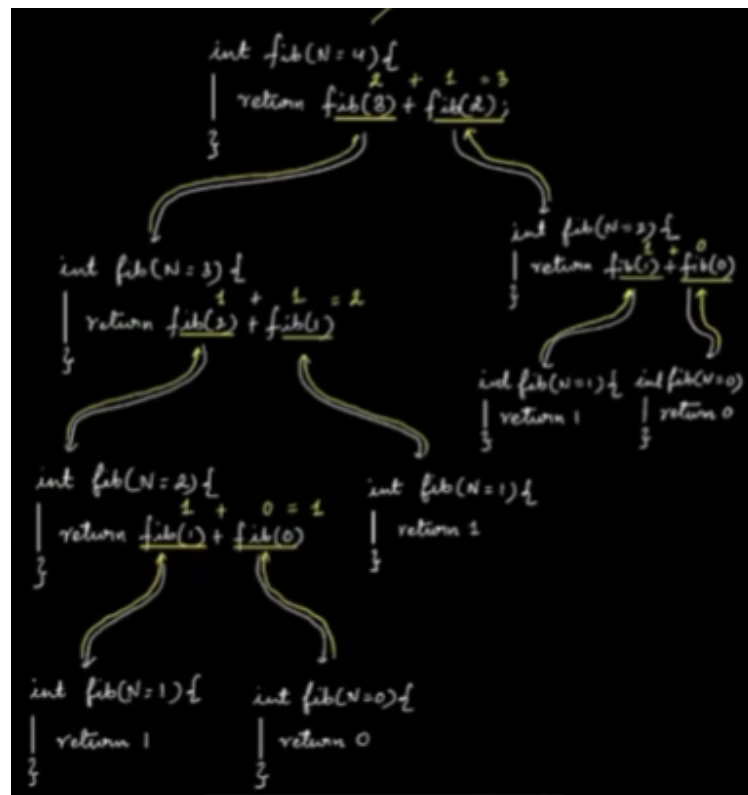 int fib(N=4){
2 + 1 = 3
return fib(3) + fib(2);
}
int fib(N=3){
1 + 1 = 2
return fib(2) + fib(1)
}
int fib(N=2){
1 + 0
return fib(1) + fib(0)
}
int fib(N=1){
return 1
}
int fib(N=0)
return 0
}
int fib(N=2){
1 + 0 = 1
return fib(1) + fib(0)
}
int fib(N=1){
return 1
}
int fib(N=1){
return 1
}
int fib(N=0){
return 0
}